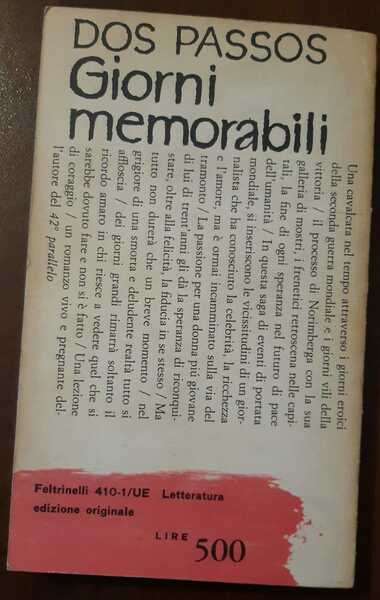 DOS PASSOS
Giorni
memorabili
Una cavalcata nel tempo attraverso i giorni eroici
della seconda guerra mondiale e i giorni vili della
vittoria / il processo di Norimberga con la sua
galleria di mostri, i frenetici retroscena nelle capi-
tali, la fine di ogni speranza nel futuro di pace
dell'umanità / In questa saga di eventi di portata
mondiale, si inseriscono le vicissitudini di un gior-
nalista che ha conosciuto la celebrità, la ricchezza
e l'amore ma è ormai incamminato sulla via del
tramonto / La passione per una donna più giovane
di lui di trent'anni gli dà la speranza di riconqui-
stare, oltre alla felicità, la fiducia in se stesso / Ma
tutto non durerà che un breve momento / nel
grigiore di una smorta e deludente realtà tutto si
affloscia / dei giorni grandi rimarrà soltanto il
ricordo amaro in chi riesce a vedere quel che si
sarebbe dovuto fare e non si è fatto / Una lezione
di coraggio / un romanzo vivo e pregnante del-
l'autore del 42° parallelo
Feltrinelli 410-1/UE Letteratura
edizione originale
LIRE 500